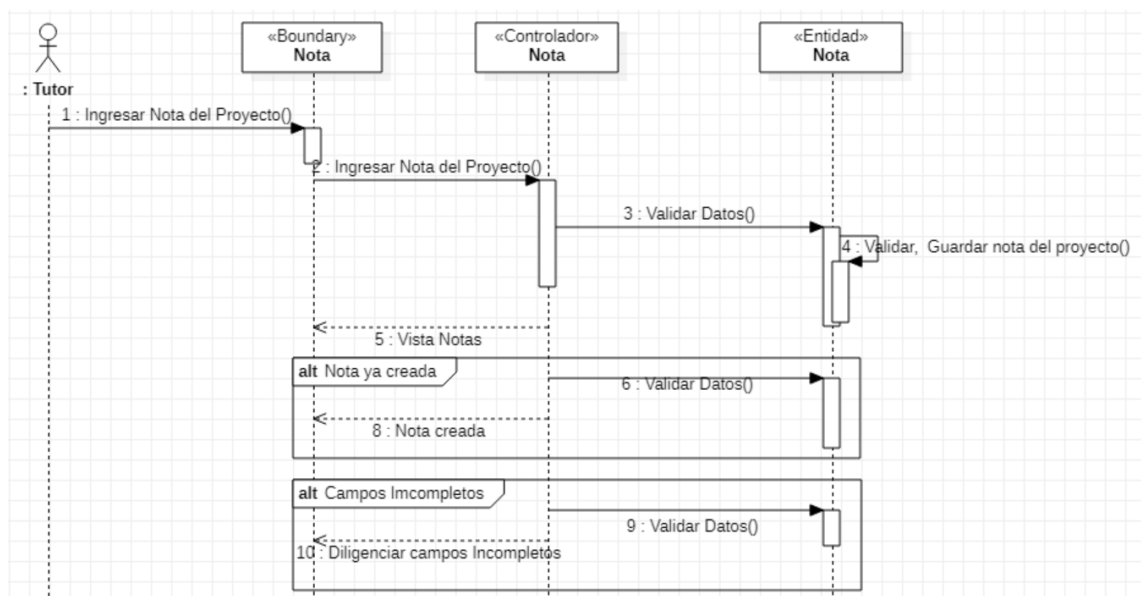 «Boundary»
Nota
«Controlador»
Nota
«Entidad»
Nota
: Tutor
1 : Ingresar Nota del Proyecto()
2 : Ingresar Nota del Proyecto()
3 : Validar Datos()
4 : Validar, Guardar nota del proyecto()
5 : Vista Notas
alt Nota ya creada
6 : Validar Datos()
8 : Nota creada
alt Campos Imcompletos
9 : Validar Datos()
10 : Diligenciar campos Incompletos